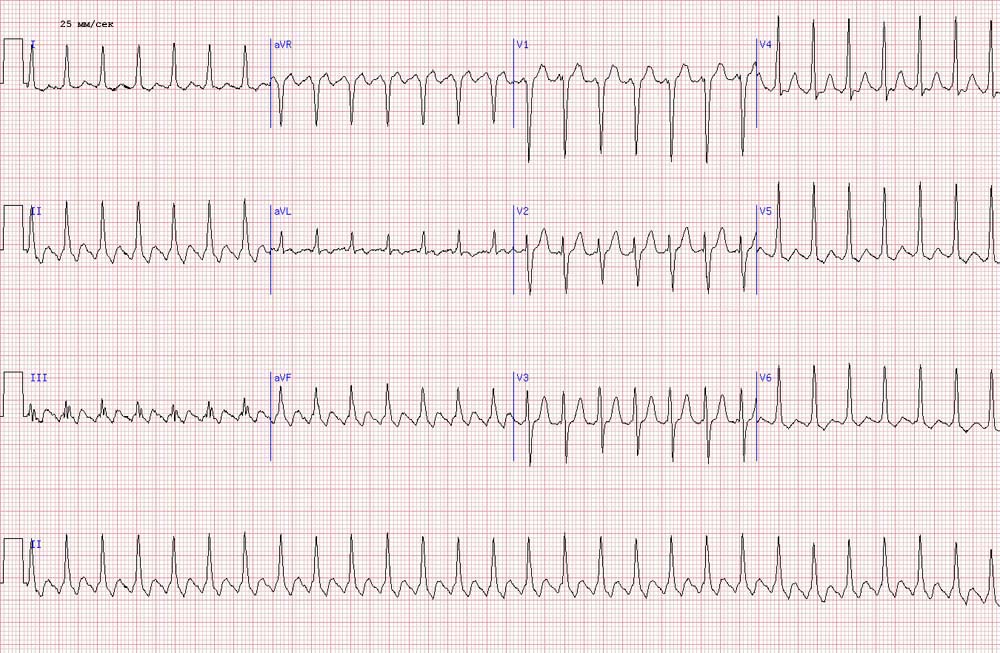 25 мм/сек
I aVR V1 V4
II aVL V2 V5
III aVF V3 V6
II